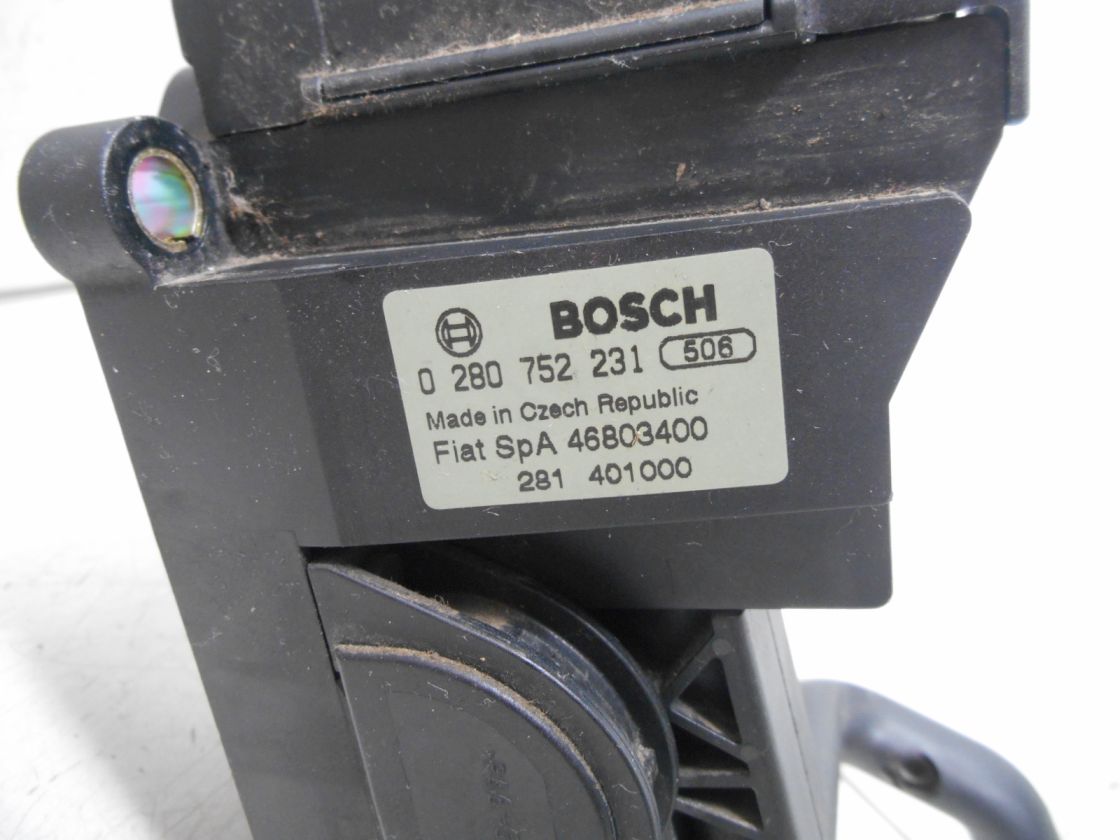 BOSCH
0 280 752 231 506
Made in Czech Republic
Fiat SpA 46803400
281 401000